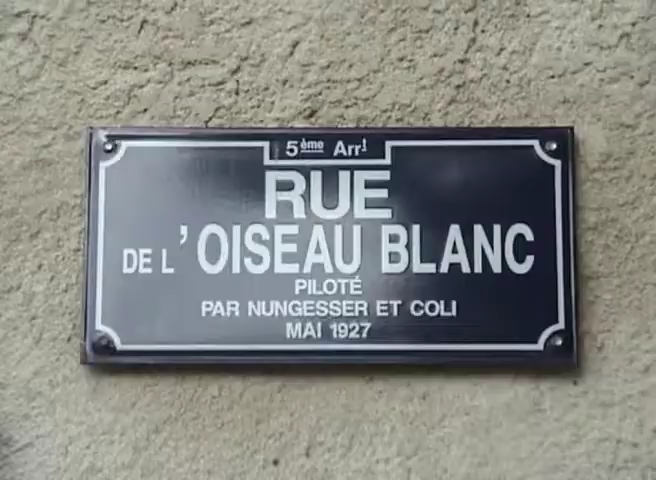 5ème Arrt
RUE
DE L'OISEAU BLANC
PILOTÉ
PAR NUNGESSER ET COLI
MAI 1927